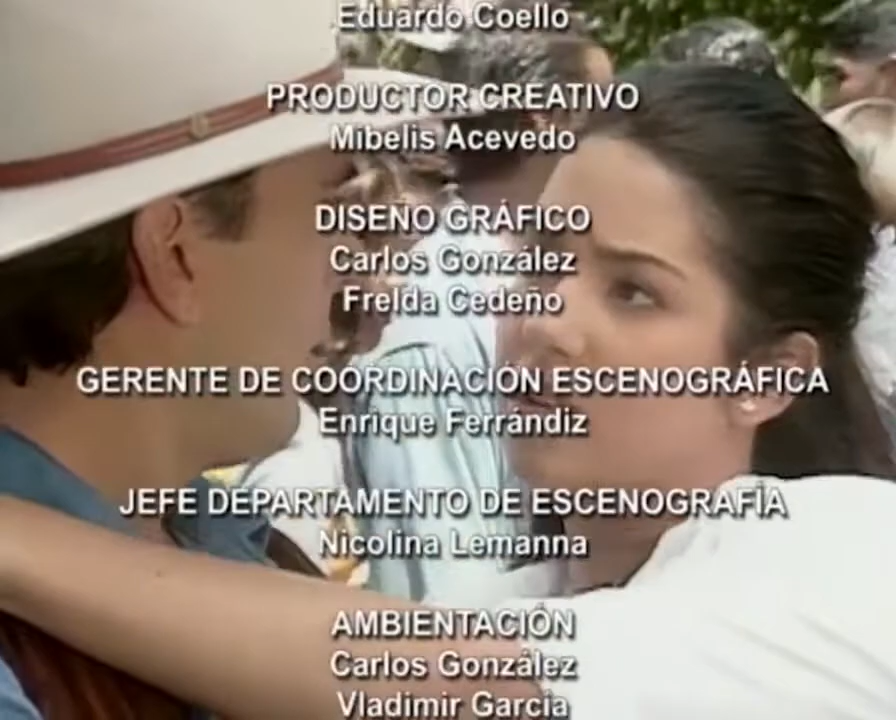 Eduardo Coello
PRODUCTOR CREATIVO
Mibelis Acevedo
DISEÑO GRÁFICO
Carlos González
Frelda Cedeño
GERENTE DE COORDINACIÓN ESCENOGRÁFICA
Enrique Ferrándiz
JEFE DEPARTAMENTO DE ESCENOGRAFÍA
Nicolina Lemanna
AMBIENTACIÓN
Carlos González
Vladimir García